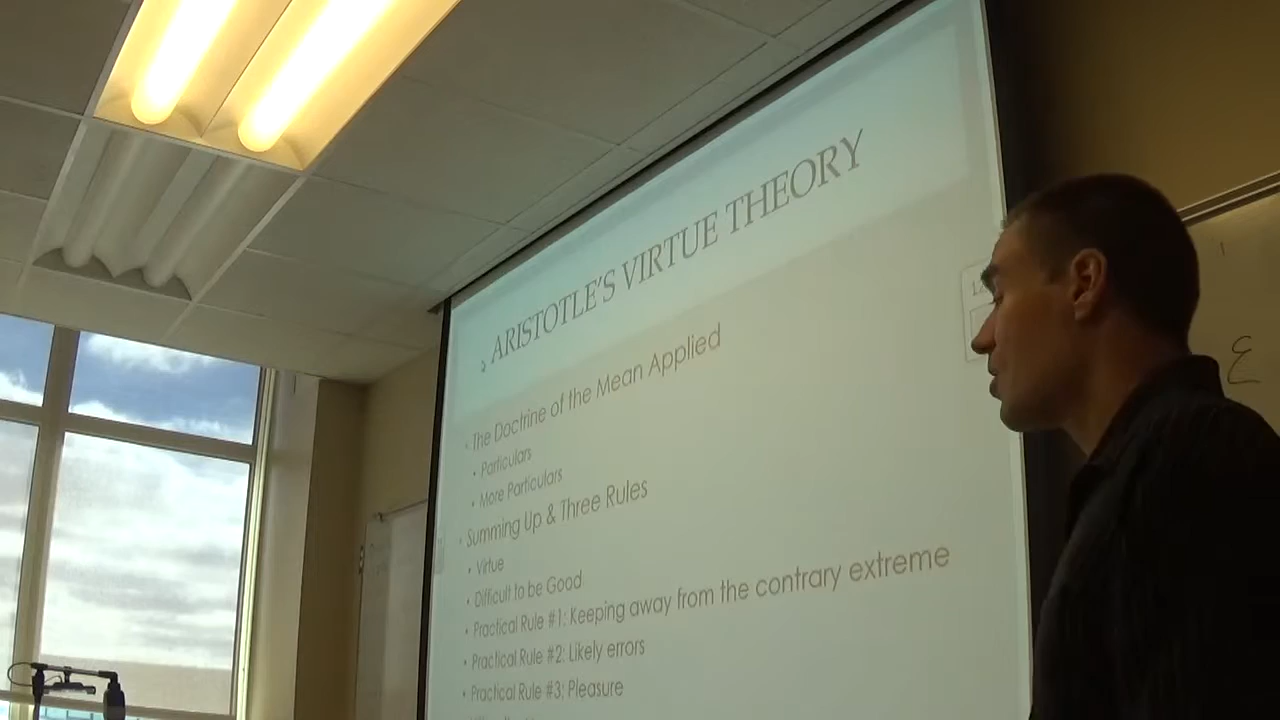 ARISTOTLE'S VIRTUE THEORY
• The Doctrine of the Mean Applied
• Particulars
• More Particulars
• Summing Up & Three Rules
• Virtue
• Difficult to be Good
• Practical Rule #1: Keeping away from the contrary extreme
• Practical Rule #2: Likely errors
• Practical Rule #3: Pleasure